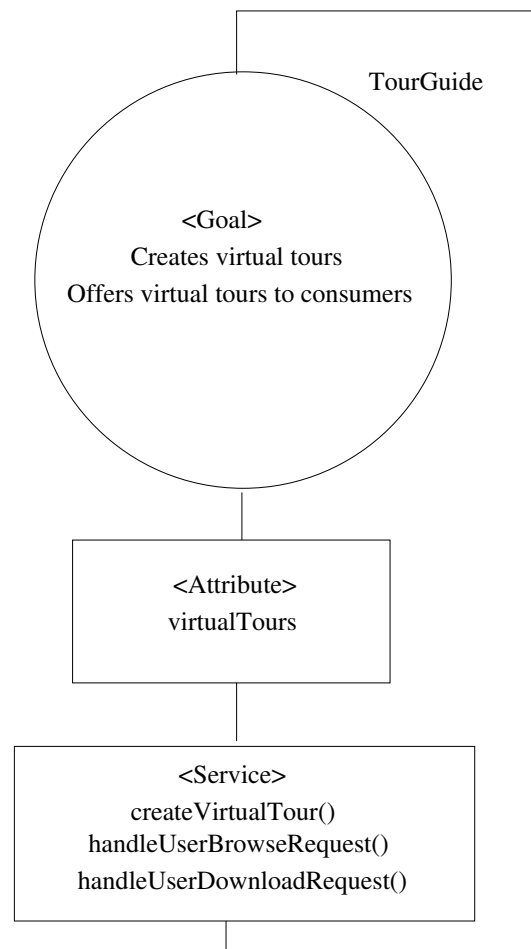 TourGuide
<Goal>
Creates virtual tours
Offers virtual tours to consumers
<Attribute>
virtualTours
<Service>
createVirtualTour()
handleUserBrowseRequest()
handleUserDownloadRequest()